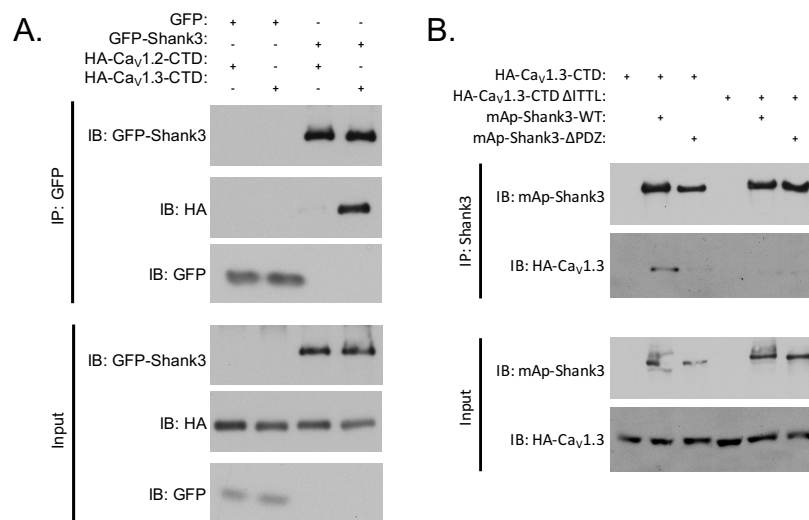 A.
GFP: + + - -
GFP-Shank3: - - + +
HA-CaV1.2-CTD: + - + -
HA-CaV1.3-CTD: - + - +
IP: GFP
IB: GFP-Shank3
IB: HA
IB: GFP
Input
IB: GFP-Shank3
IB: HA
IB: GFP
B.
HA-CaV1.3-CTD: + + +
HA-CaV1.3-CTD ΔITTL: + + +
mAp-Shank3-WT: + +
mAp-Shank3-ΔPDZ: + +
IP: Shank3
IB: mAp-Shank3
IB: HA-CaV1.3
Input
IB: mAp-Shank3
IB: HA-CaV1.3